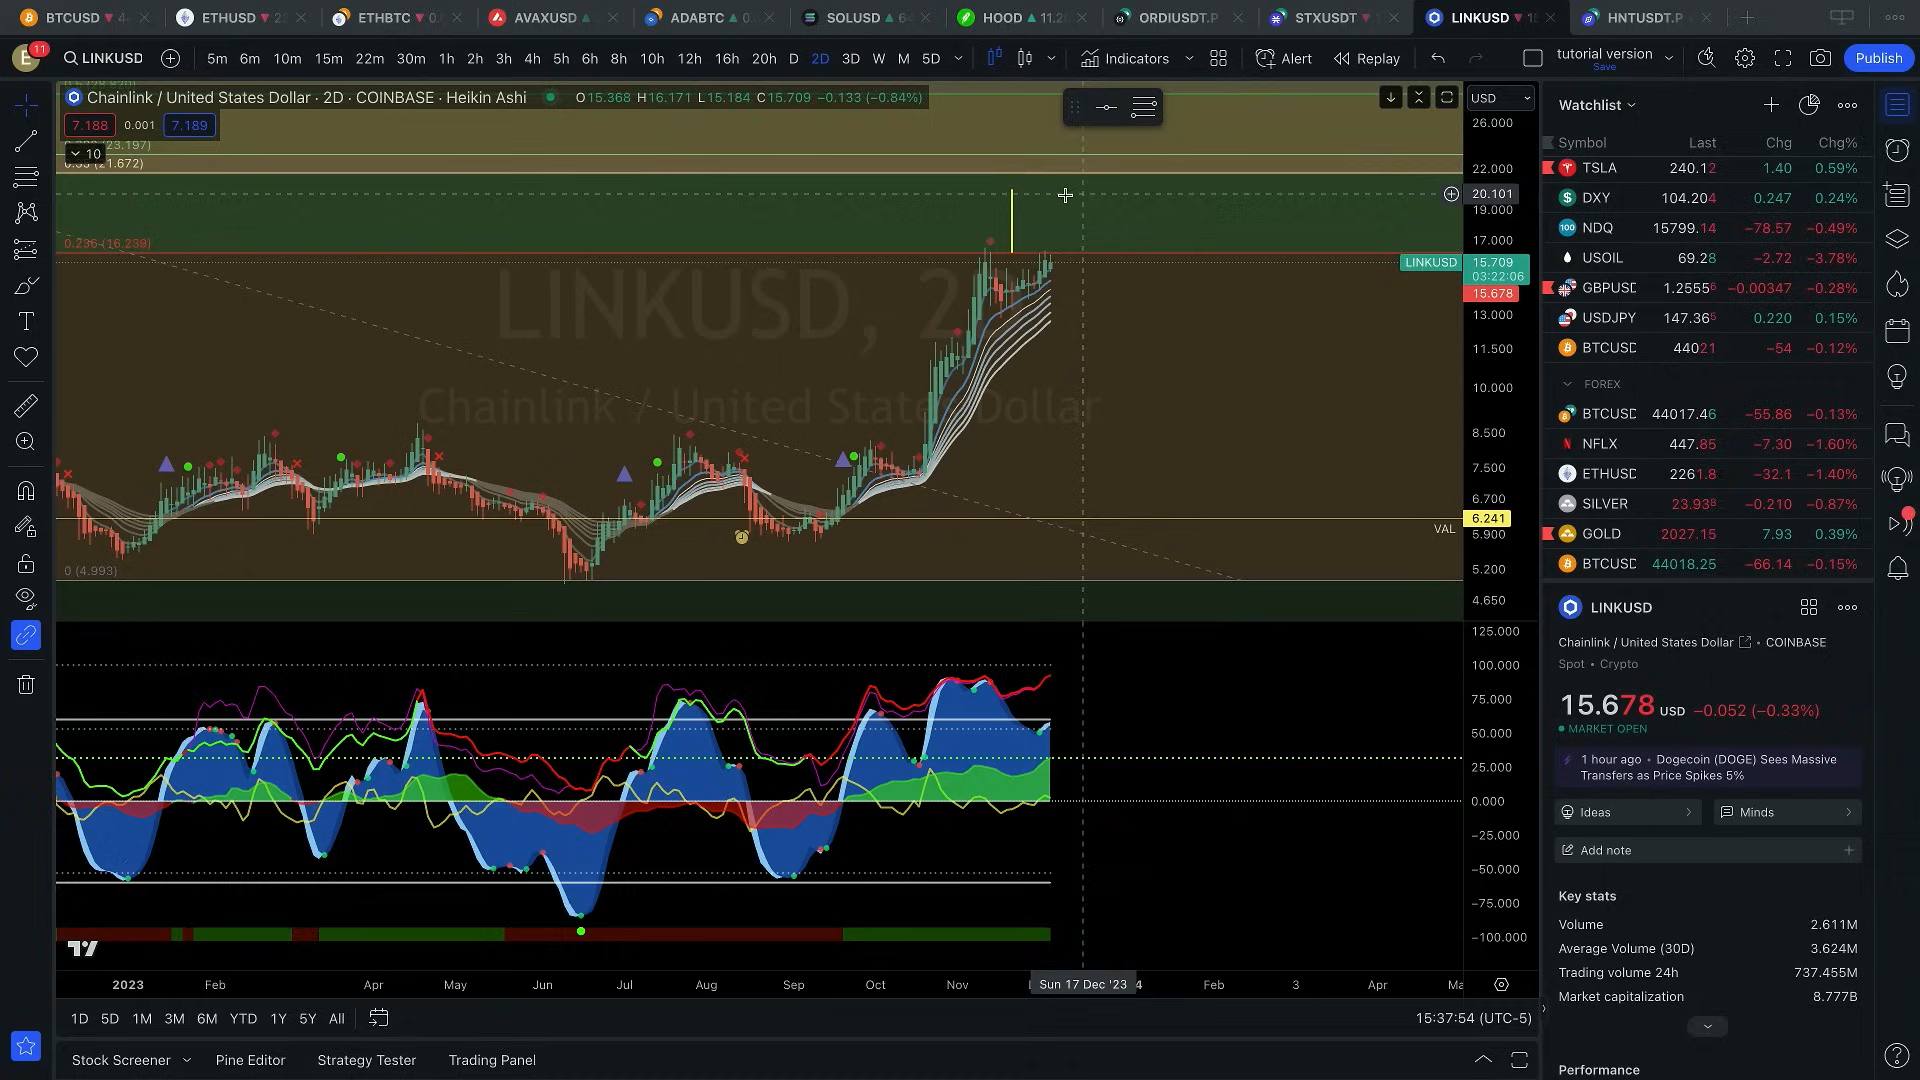 BTCUSD ▼
ETHUSD ▼
ETHBTC ▼
AVAXUSD ▲
ADABTC ▲
SOLUSD ▲
HOOD ▲ 11.2
ORDIUSDT.P
STXUSDT ▼
LINKUSD ▼
HNTUSDT.P
E 11 LINKUSD 5m 6m 10m 15m 22m 30m 1h 2h 3h 4h 5h 6h 8h 10h 12h 16h 20h D 2D 3D W M 5D Indicators Alert Replay tutorial version Publish
Save
Chainlink / United States Dollar · 2D · COINBASE · Heikin Ashi O15.368 H16.171 L15.184 C15.709 −0.133 (−0.84%)
7.188 0.001 7.189
(23.197)
10
(21.672)
0.236 (16.239)
0 (4.993)
LINKUSD, 2
Chainlink / United States Dollar
VAL
USD
26.000
22.000
20.101
19.000
17.000
LINKUSD 15.709
03:22:06
15.678
13.000
11.500
10.000
8.500
7.500
6.700
6.241
5.900
5.200
4.650
125.000
100.000
75.000
50.000
25.000
0.000
−25.000
−50.000
−75.000
−100.000
2023 Feb Apr May Jun Jul Aug Sep Oct Nov Sun 17 Dec '23 4 Feb 3 Apr Ma
1D 5D 1M 3M 6M YTD 1Y 5Y All
15:37:54 (UTC-5)
Stock Screener Pine Editor Strategy Tester Trading Panel
Watchlist
Symbol Last Chg Chg%
TSLA 240.12 1.40 0.59%
DXY 104.204 0.247 0.24%
NDQ 15799.14 −78.57 −0.49%
USOIL 69.28 −2.72 −3.78%
GBPUSD 1.2555⁶ −0.00347 −0.28%
USDJPY 147.36⁵ 0.220 0.15%
BTCUSD 44021 −54 −0.12%
FOREX
BTCUSD 44017.46 −55.86 −0.13%
NFLX 447.85 −7.30 −1.60%
ETHUSD 2261.8 −32.1 −1.40%
SILVER 23.93⁸ −0.210 −0.87%
GOLD 2027.15 7.93 0.39%
BTCUSD 44018.25 −66.14 −0.15%
LINKUSD
Chainlink / United States Dollar • COINBASE
Spot • Crypto
15.678 USD −0.052 (−0.33%)
MARKET OPEN
1 hour ago • Dogecoin (DOGE) Sees Massive
Transfers as Price Spikes 5%
Ideas
Minds
Add note
Key stats
Volume 2.611M
Average Volume (30D) 3.624M
Trading volume 24h 737.455M
Market capitalization 8.777B
Performance